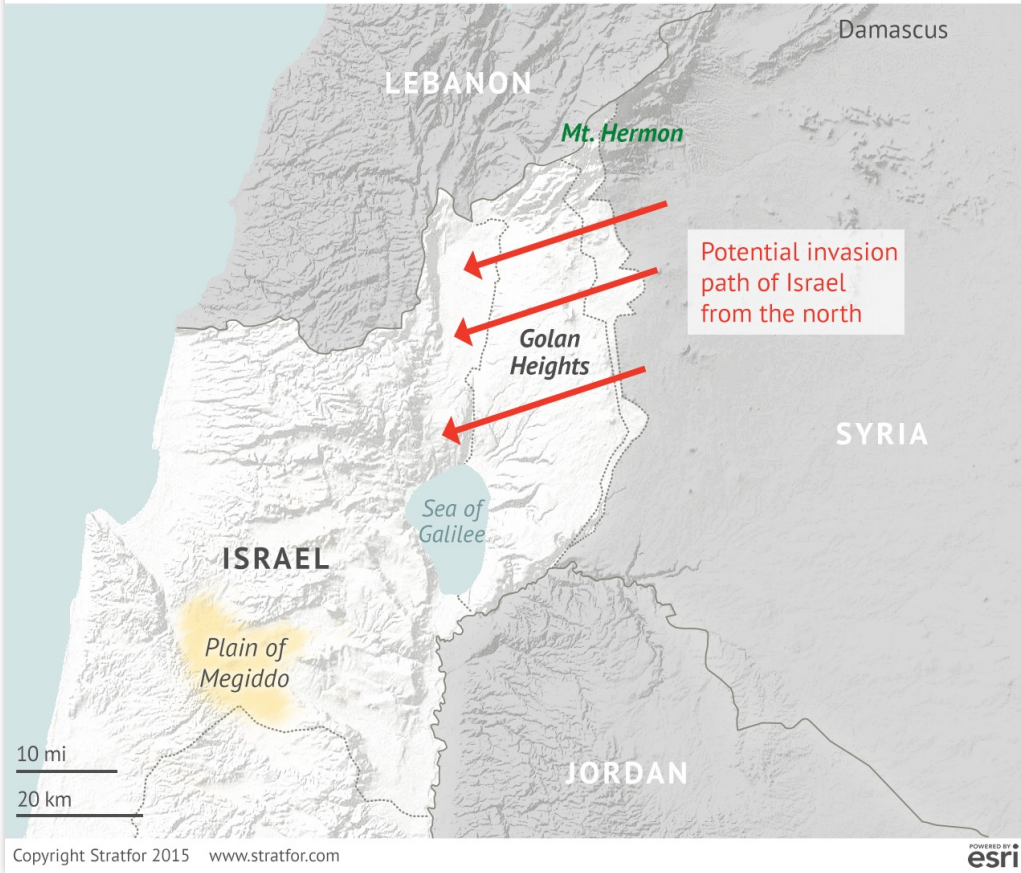 Damascus
LEBANON
Mt. Hermon
Potential invasion
path of Israel
from the north
Golan
Heights
SYRIA
Sea of
Galilee
ISRAEL
Plain of
Megiddo
10 mi
JORDAN
20 km
Copyright Stratfor 2015 www.stratfor.com
POWERED BY
esri